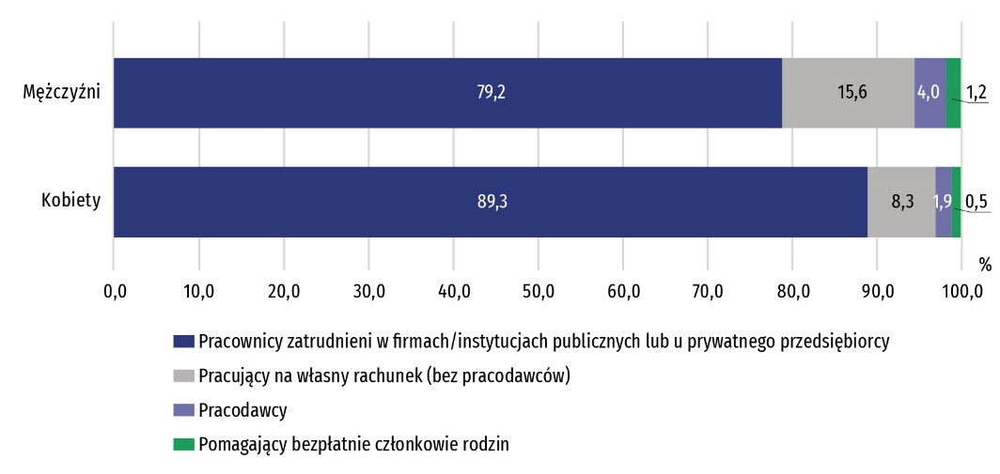 Mężczyźni 79,2 15,6 4,0 1,2
Kobiety 89,3 8,3 1,9 0,5
%
0,0 10,0 20,0 30,0 40,0 50,0 60,0 70,0 80,0 90,0 100,0
Pracownicy zatrudnieni w firmach/instytucjach publicznych lub u prywatnego przedsiębiorcy
Pracujący na własny rachunek (bez pracodawców)
Pracodawcy
Pomagający bezpłatnie członkowie rodzin